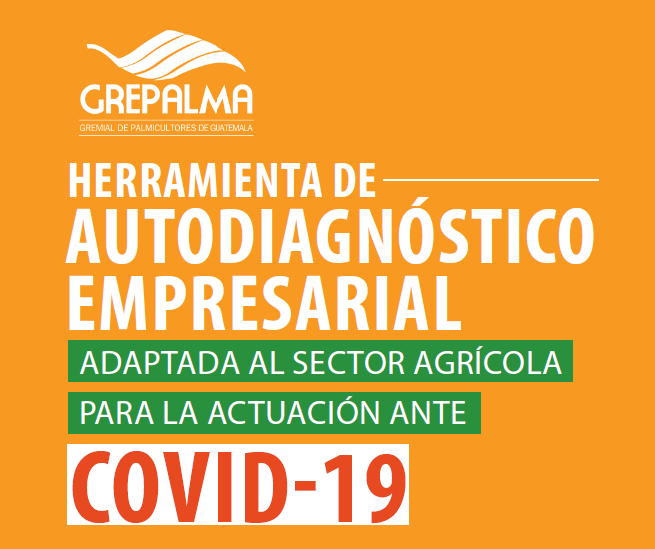 GREPALMA
GREMIAL DE PALMICULTORES DE GUATEMALA
HERRAMIENTA DE
AUTODIAGNÓSTICO
EMPRESARIAL
ADAPTADA AL SECTOR AGRÍCOLA
PARA LA ACTUACIÓN ANTE
COVID-19